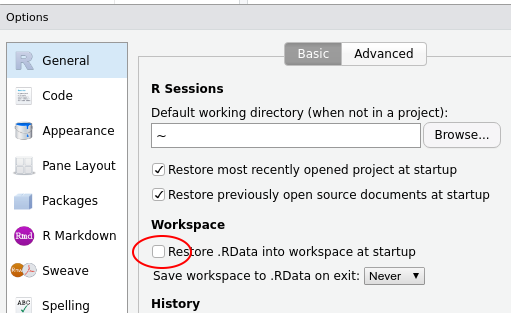 Options
General
Code
Appearance
Pane Layout
Packages
Rmd R Markdown
Sweave
ABC Spelling
Basic Advanced
R Sessions
Default working directory (when not in a project):
~ Browse...
Restore most recently opened project at startup
Restore previously open source documents at startup
Workspace
Restore .RData into workspace at startup
Save workspace to .RData on exit: Never
History